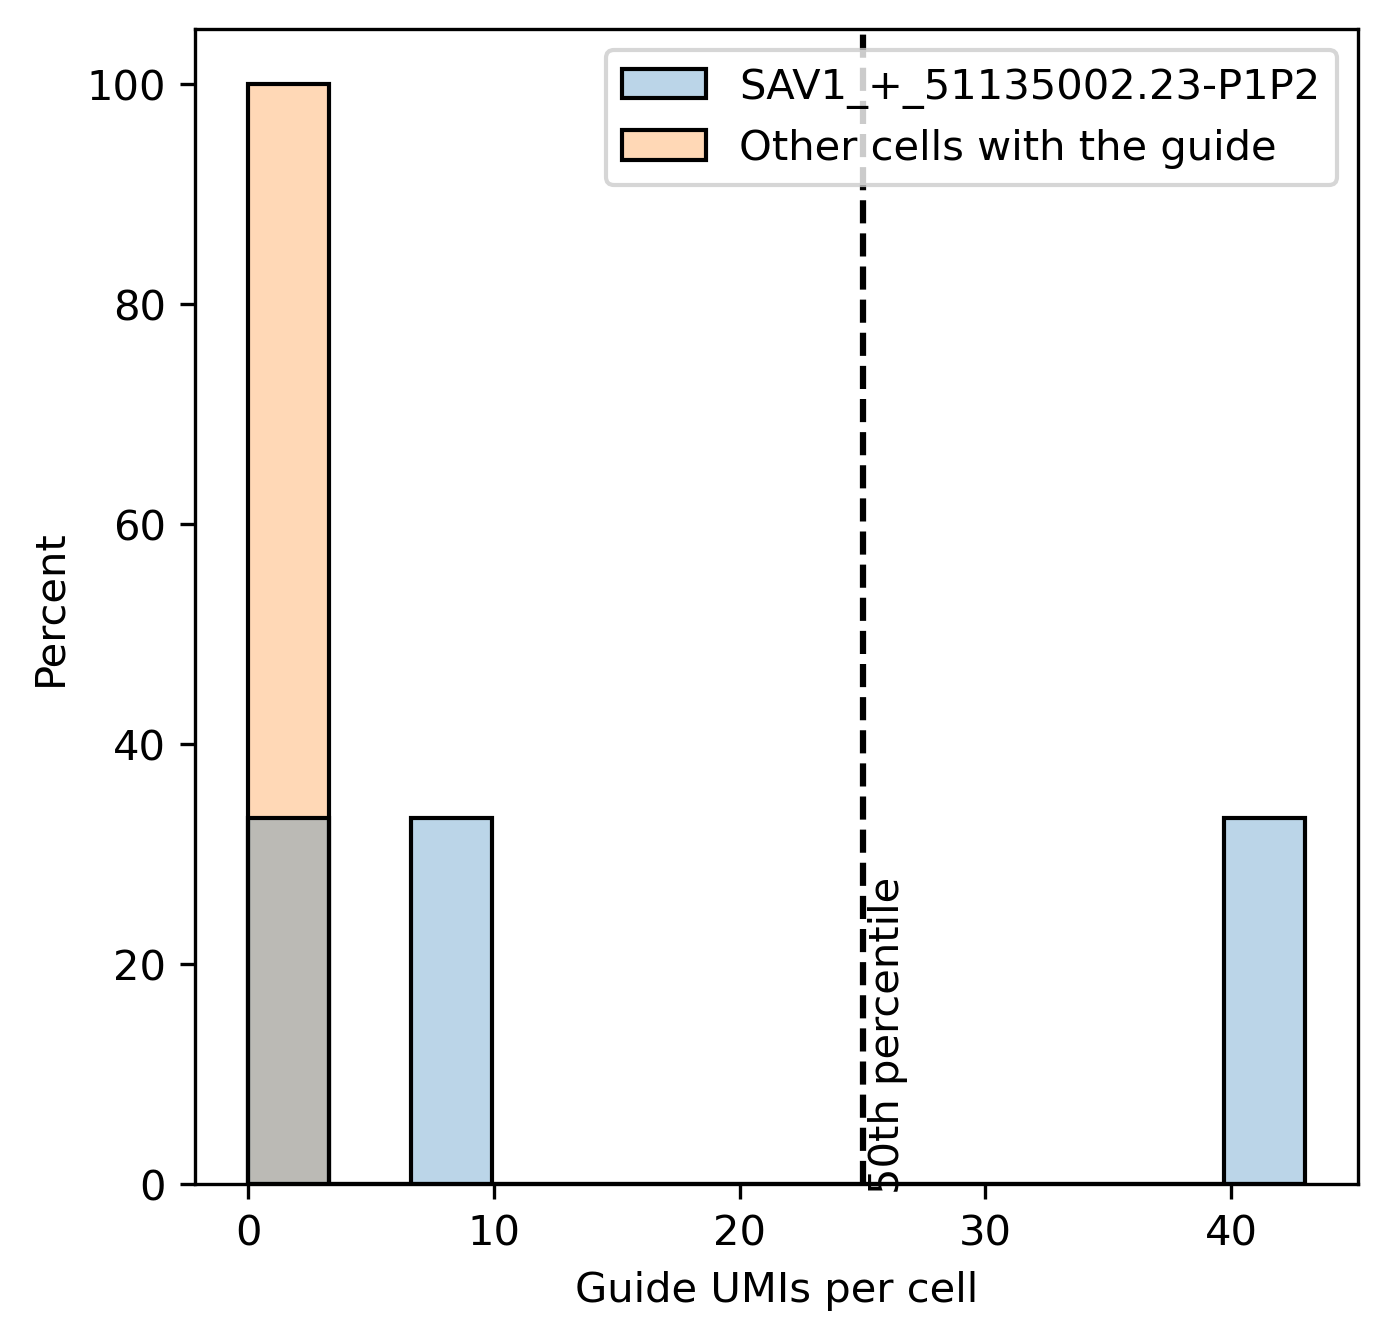 SAV1_+_51135002.23-P1P2
Other cells with the guide
100
80
60
40
20
0
Percent
50th percentile
0 10 20 30 40
Guide UMIs per cell